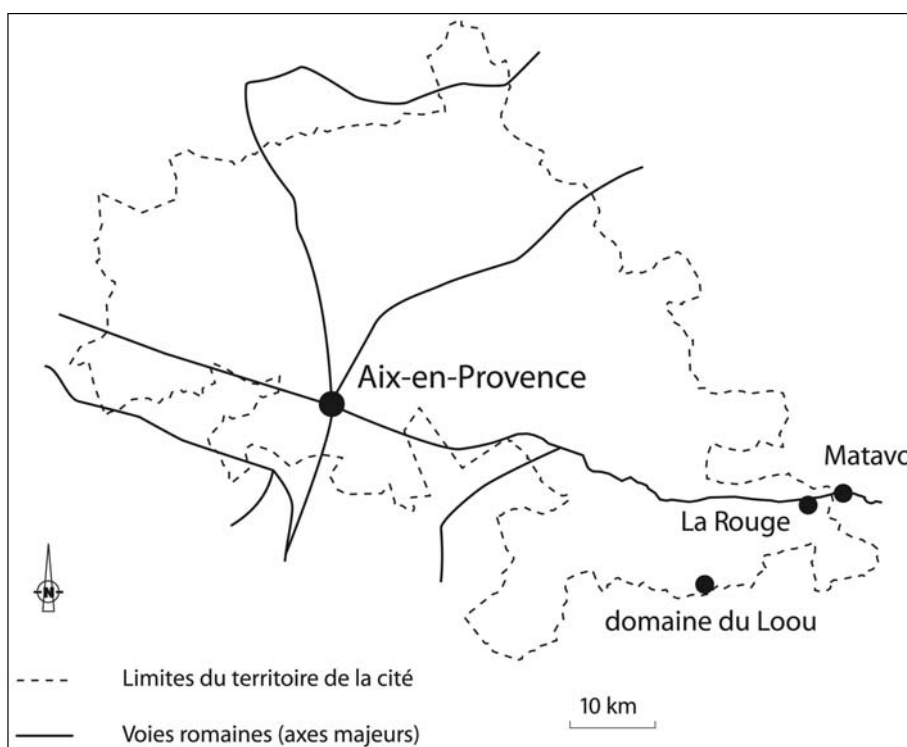 Aix-en-Provence
Matavo
La Rouge
domaine du Loou
N
Limites du territoire de la cité
10 km
Voies romaines (axes majeurs)